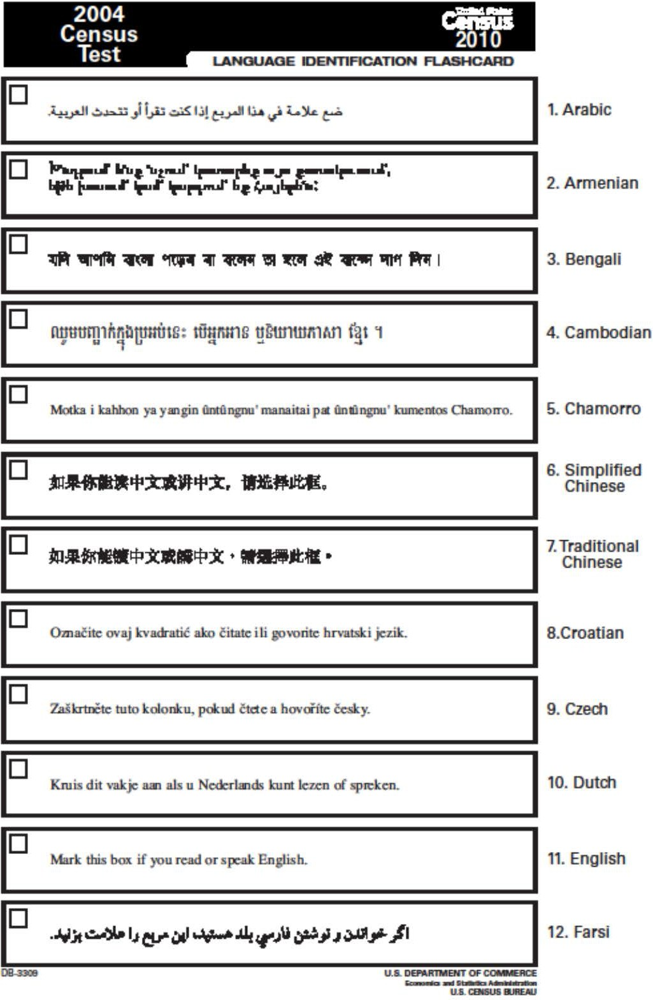 2004
Census
Test
United States
Census
2010
LANGUAGE IDENTIFICATION FLASHCARD
ضع علامة في هذا المربع إذا كنت تقرأ أو تتحدث العربية.
1. Arabic
2. Armenian
যদি আপনি বাংলা পড়েন বা বলেন তা হলে এই বাক্সে দাগ দিন।
3. Bengali
ឈូមបញ្ជាក់ក្នុងប្រអប់នេះ បើអ្នកអាន ឬនិយាយភាសា ខ្មែរ ។
4. Cambodian
Motka i kahhon ya yangin ûntûngnu' manaitai pat ûntûngnu' kumentos Chamorro.
5. Chamorro
如果你能读中文或讲中文，请选择此框。
6. Simplified
Chinese
如果你能讀中文或講中文，請選擇此框。
7. Traditional
Chinese
Označite ovaj kvadratić ako čitate ili govorite hrvatski jezik.
8.Croatian
Zaškrtněte tuto kolonku, pokud čtete a hovoříte česky.
9. Czech
Kruis dit vakje aan als u Nederlands kunt lezen of spreken.
10. Dutch
Mark this box if you read or speak English.
11. English
اگر خواندن و نوشتن فارسي بلد هستيد، اين مربع را علامت بزنيد.
12. Farsi
DB-3309
U.S. DEPARTMENT OF COMMERCE
Economics and Statistics Administration
U.S. CENSUS BUREAU